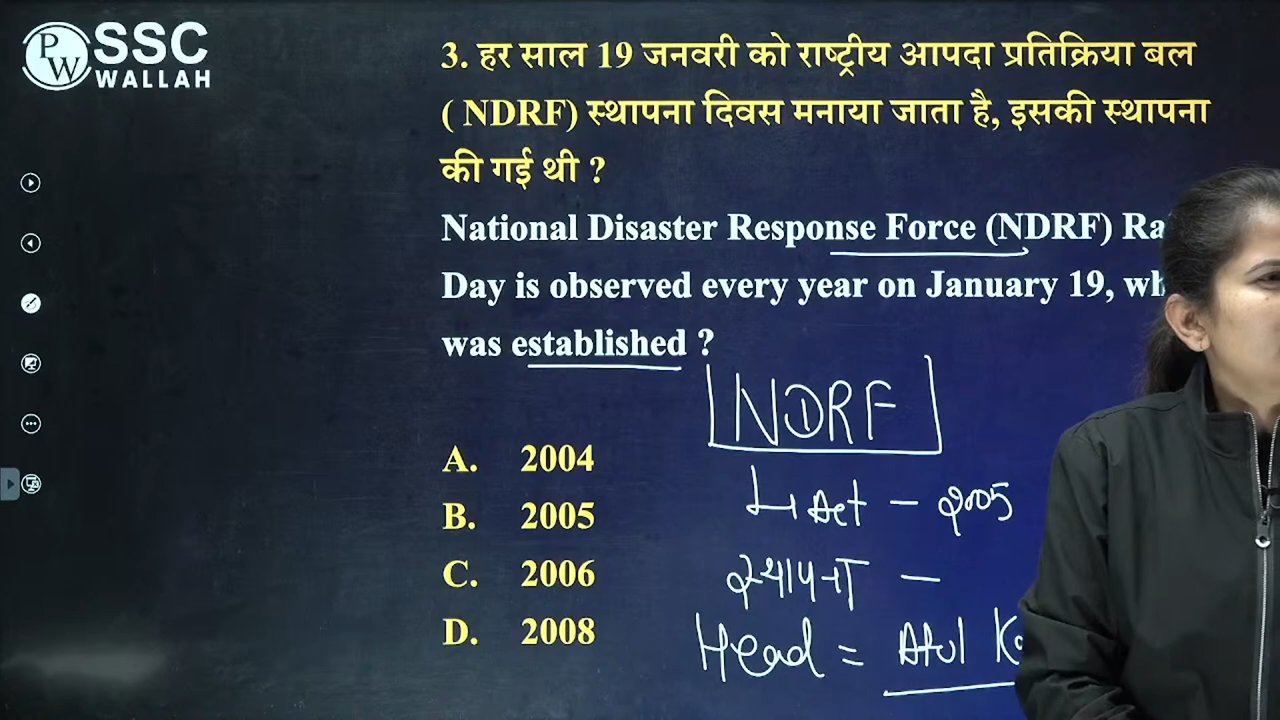 PW SSC
WALLAH
3. हर साल 19 जनवरी को राष्ट्रीय आपदा प्रतिक्रिया बल
( NDRF) स्थापना दिवस मनाया जाता है, इसकी स्थापना
की गई थी ?
National Disaster Response Force (NDRF) Ra
Day is observed every year on January 19, wh
was established ?
NDRF
A. 2004
Act - 2005
B. 2005
C. 2006
स्थापना -
D. 2008
Head = Atul